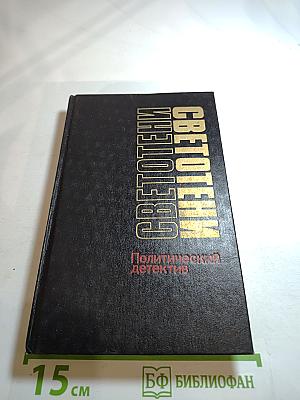 СВЕТОТЕНИ
СВЕТОТЕНИ
Политический
детектив
15 см
БФ БИБЛИОФАН